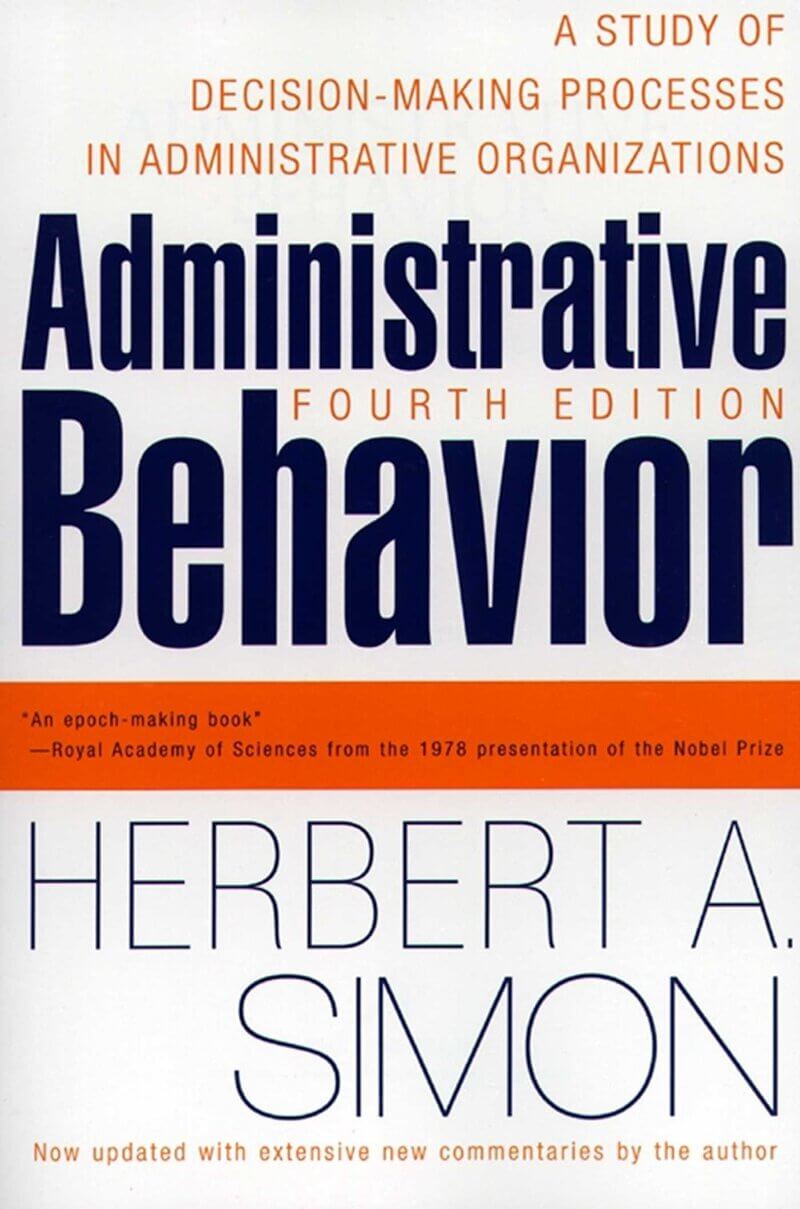 A STUDY OF
DECISION-MAKING PROCESSES
IN ADMINISTRATIVE ORGANIZATIONS
Administrative
FOURTH EDITION
Behavior
"An epoch-making book"
—Royal Academy of Sciences from the 1978 presentation of the Nobel Prize
HERBERT A.
SIMON
Now updated with extensive new commentaries by the author